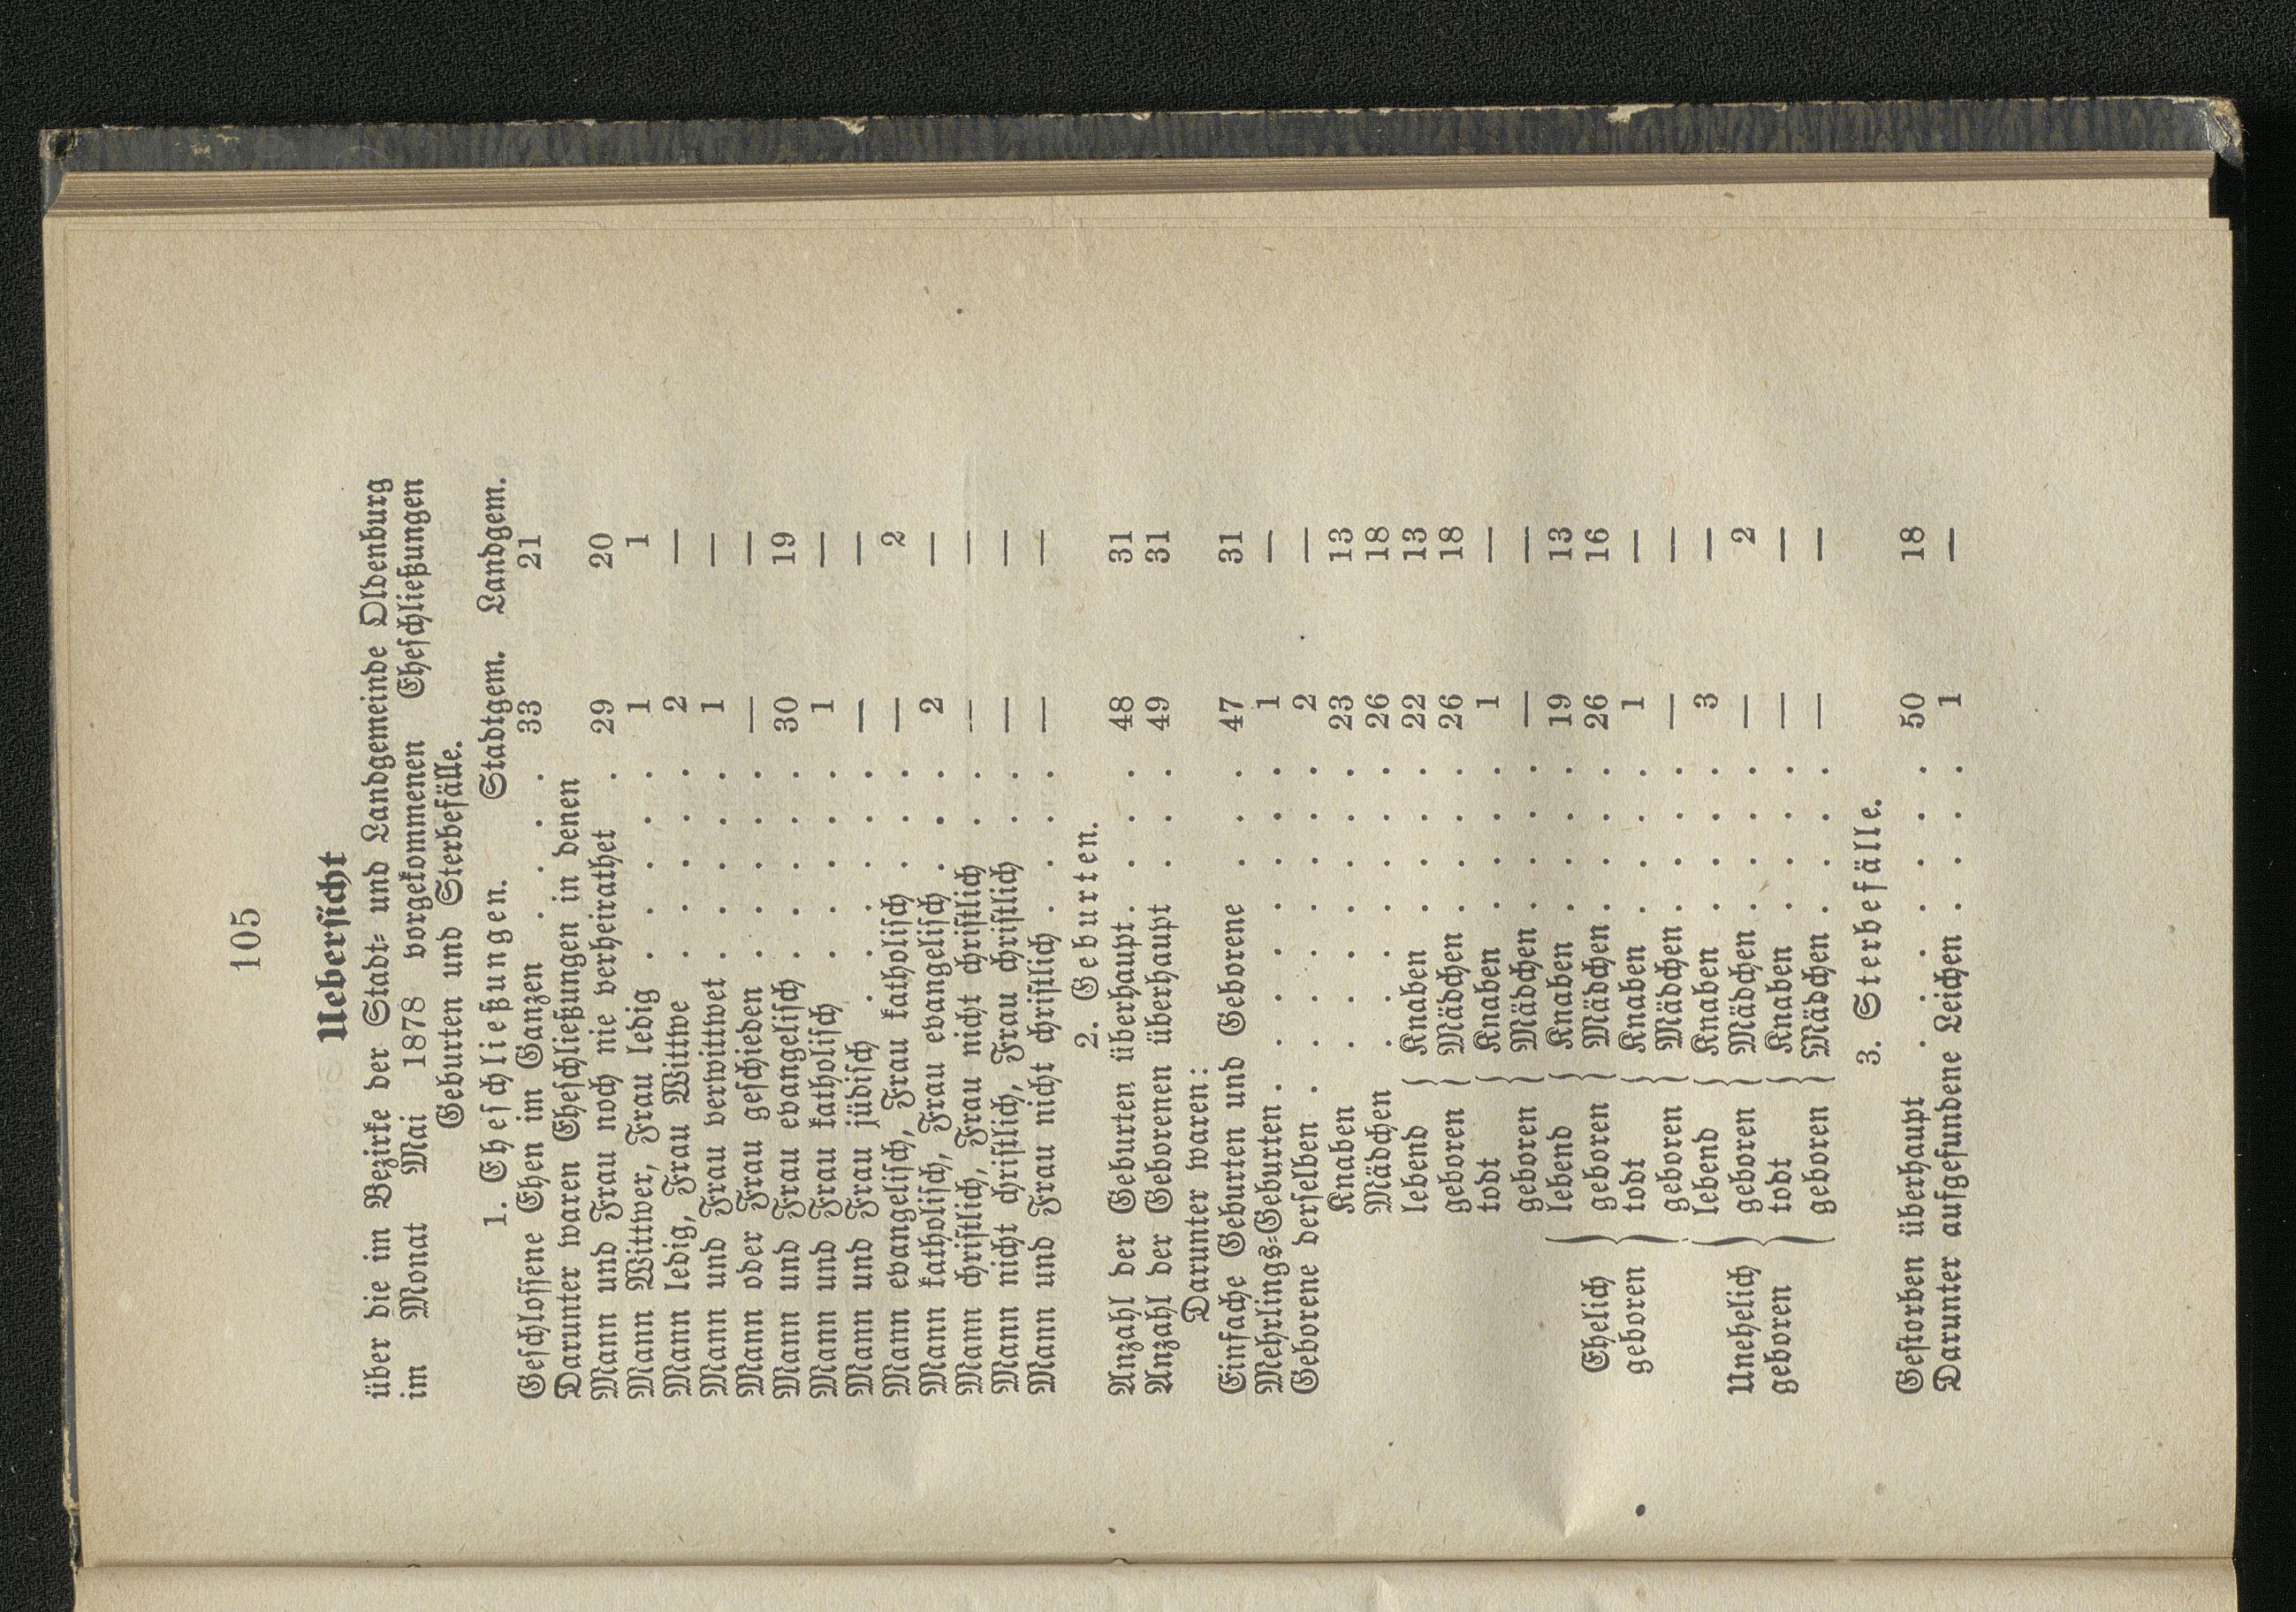 105
Uebersicht
über die im Bezirke der Stadt= und Landgemeinde Oldenburg
im Monat Mai 1878 vorgekommenen Eheschließungen
Geburten und Sterbefälle.
1. Eheschließungen. Stadtgem. Landgem.
Geschlossene Ehen im Ganzen . . . . 33 21
Darunter waren Eheschließungen in denen
Mann und Frau noch nie verheirathet . 29 20
Mann Wittwer, Frau ledig . . . . . 1 1
Mann ledig, Frau Wittwe . . . . . 2 —
Mann und Frau verwittwet . . . . . 1 —
Mann oder Frau geschieden . . . . . — —
Mann und Frau evangelisch . . . . . 30 19
Mann und Frau katholisch . . . . . 1 —
Mann und Frau jüdisch . . . . . . — —
Mann evangelisch, Frau katholisch . . . — 2
Mann katholisch, Frau evangelisch . . . 2 —
Mann christlich, Frau nicht christlich . . — —
Mann nicht christlich, Frau christlich . . — —
Mann und Frau nicht christlich . . . . — —
2. Geburten.
Anzahl der Geburten überhaupt . . . . 48 31
Anzahl der Geborenen überhaupt . . . 49 31
Darunter waren:
Einfache Geburten und Geborene . . . 47 31
Mehrlings=Geburten . . . . . . . . 1 —
Geborene derselben . . . . . . . . 2 —
Knaben . . . . . . . 23 13
Mädchen . . . . . . . 26 18
lebend { Knaben . . . . 22 13
geboren { Mädchen . . . . 26 18
todt { Knaben . . . . 1 —
geboren { Mädchen . . . . — —
Ehelich geboren { lebend { Knaben . . . . 19 13
geboren { Mädchen . . . . 26 16
todt { Knaben . . . . 1 —
geboren { Mädchen . . . . — —
Unehelich geboren { lebend { Knaben . . . . 3 —
geboren { Mädchen . . . . — 2
todt { Knaben . . . . — —
geboren { Mädchen . . . . — —
3. Sterbefälle.
Gestorben überhaupt . . . . . . 50 18
Darunter aufgefundene Leichen . . . . 1 —